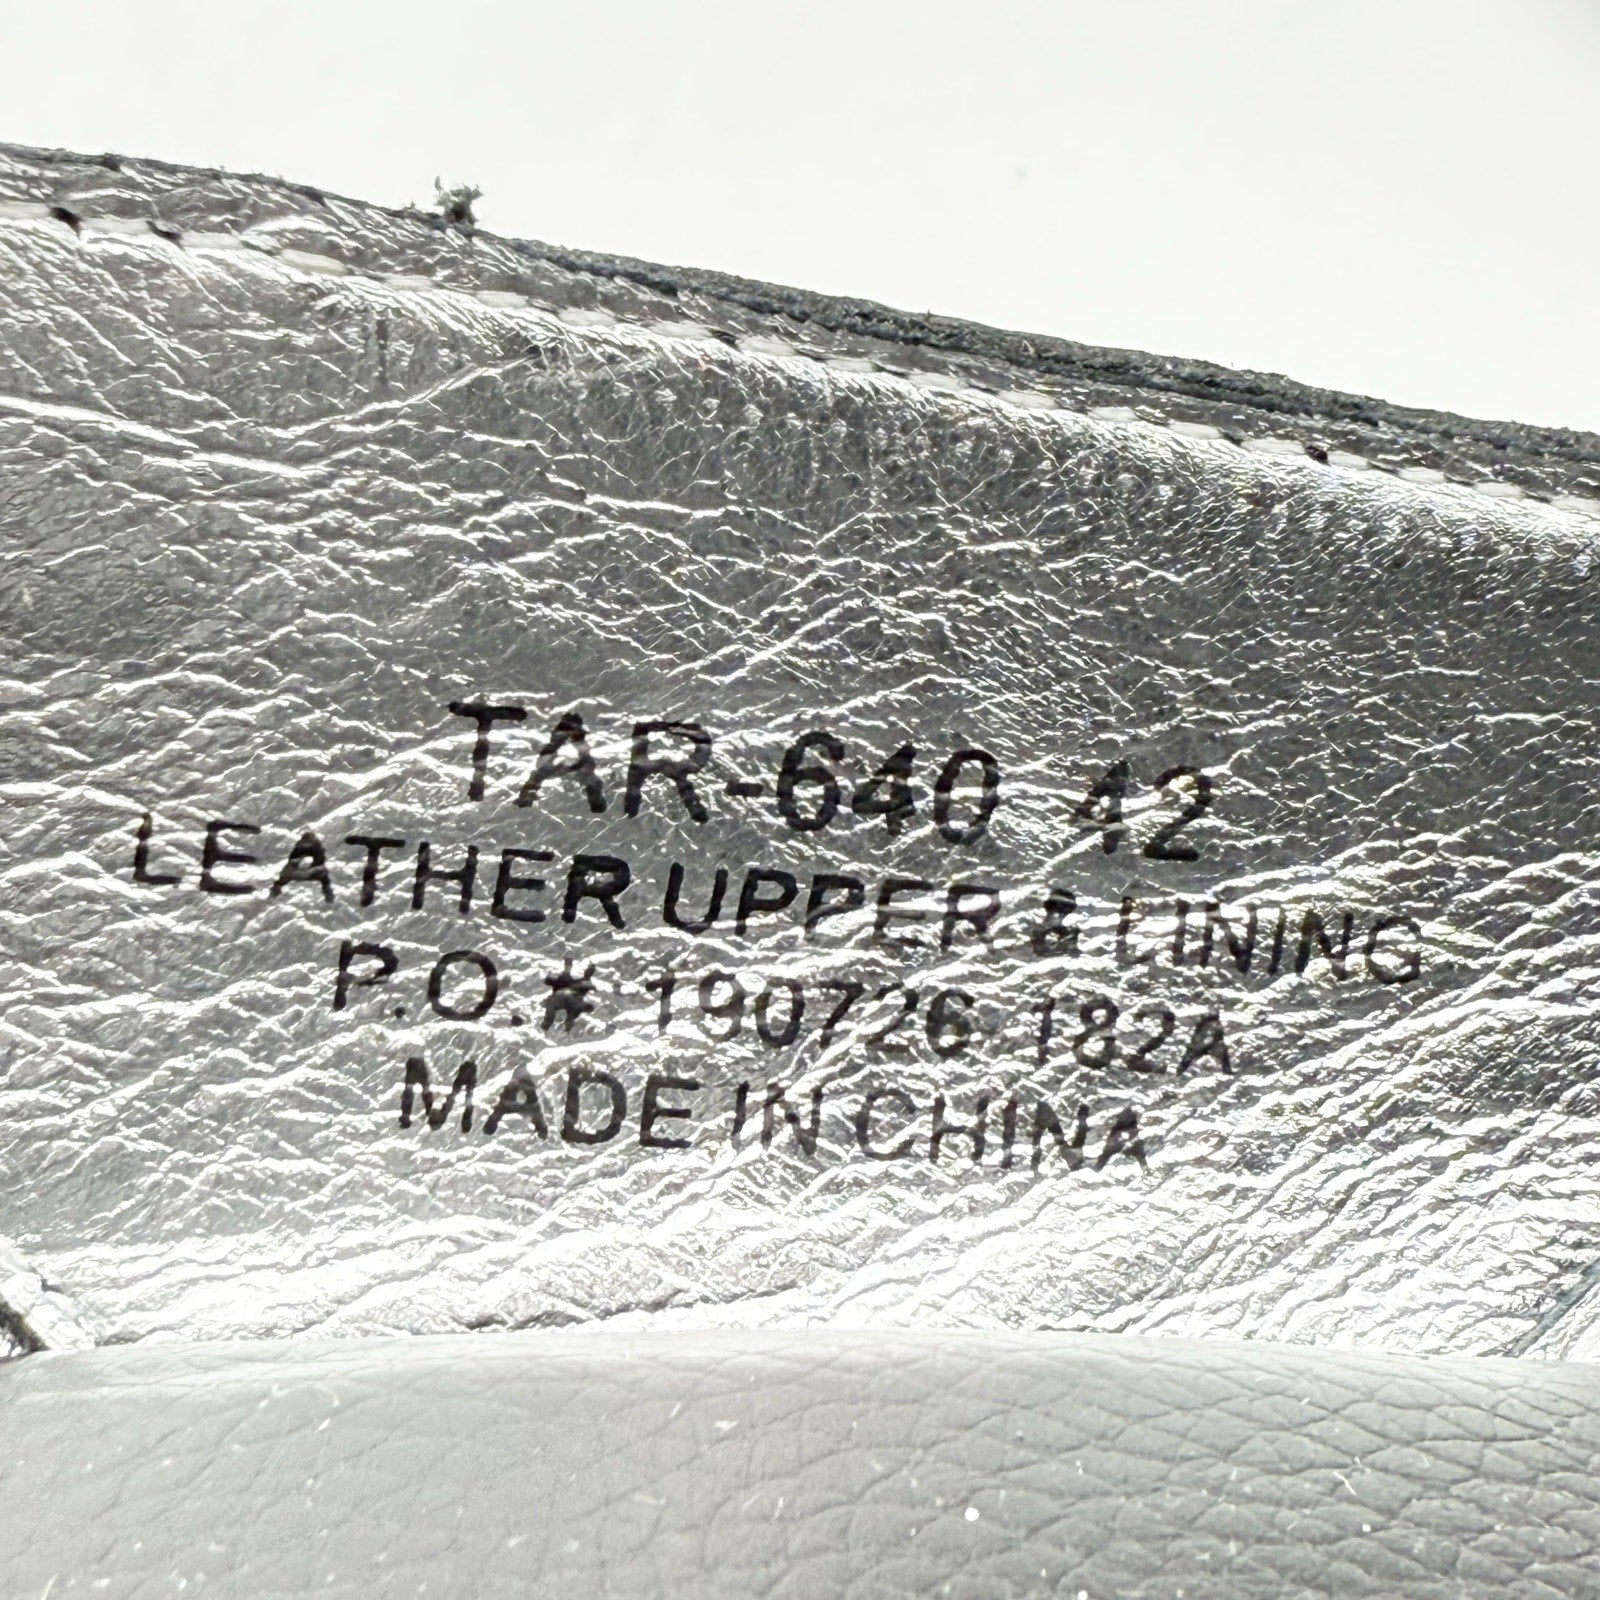 TAR-640 42
LEATHER UPPER & LINING
P.O.# 190726 182A
MADE IN CHINA